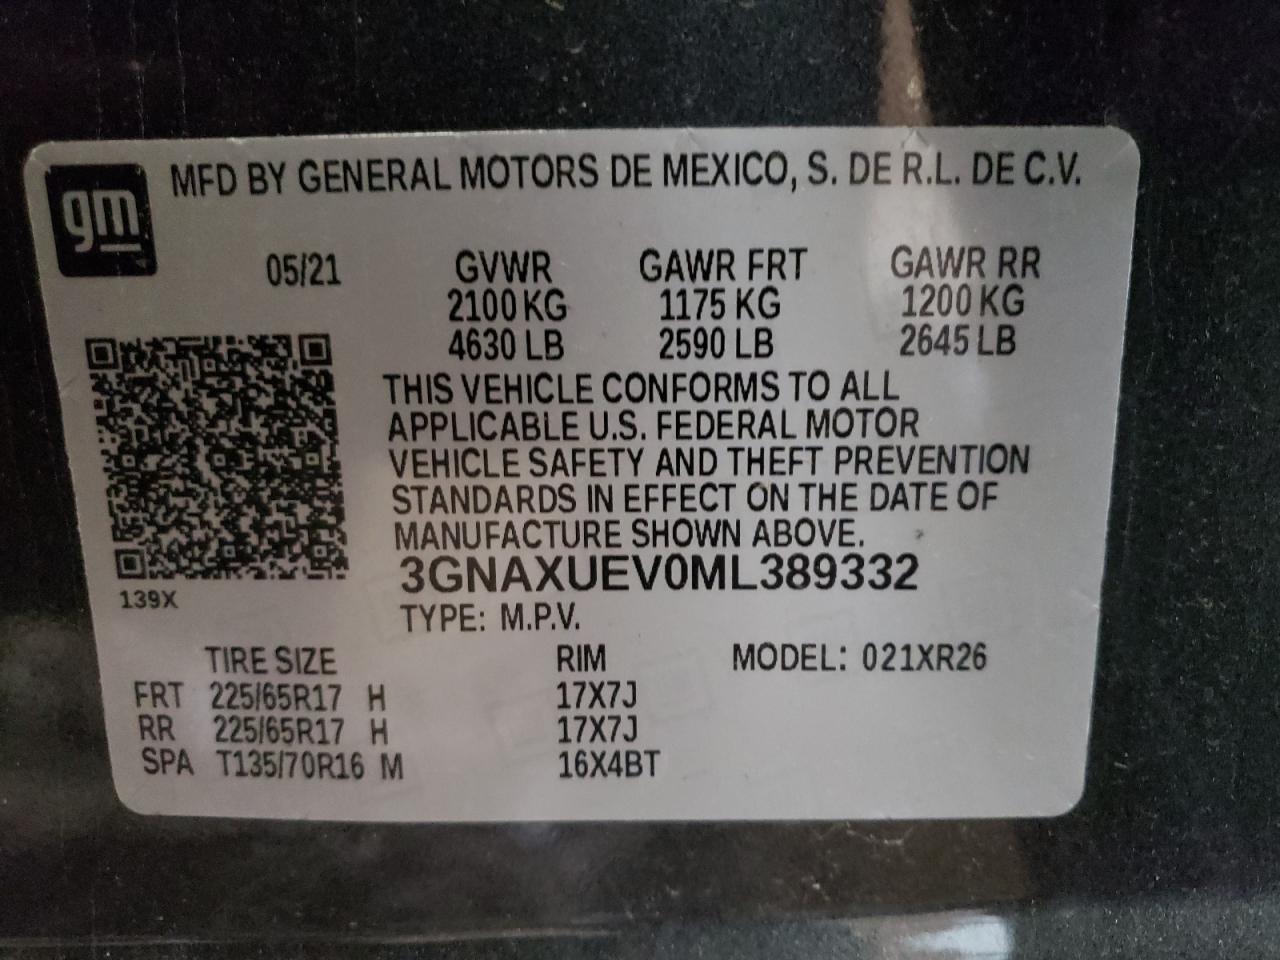 gm MFD BY GENERAL MOTORS DE MEXICO, S. DE R.L. DE C.V.
05/21 GVWR GAWR FRT GAWR RR
2100 KG 1175 KG 1200 KG
4630 LB 2590 LB 2645 LB
THIS VEHICLE CONFORMS TO ALL
APPLICABLE U.S. FEDERAL MOTOR
VEHICLE SAFETY AND THEFT PREVENTION
STANDARDS IN EFFECT ON THE DATE OF
MANUFACTURE SHOWN ABOVE.
3GNAXUEV0ML389332
139X
TYPE: M.P.V.
TIRE SIZE RIM MODEL: 021XR26
FRT 225/65R17 H 17X7J
RR 225/65R17 H 17X7J
SPA T135/70R16 M 16X4BT